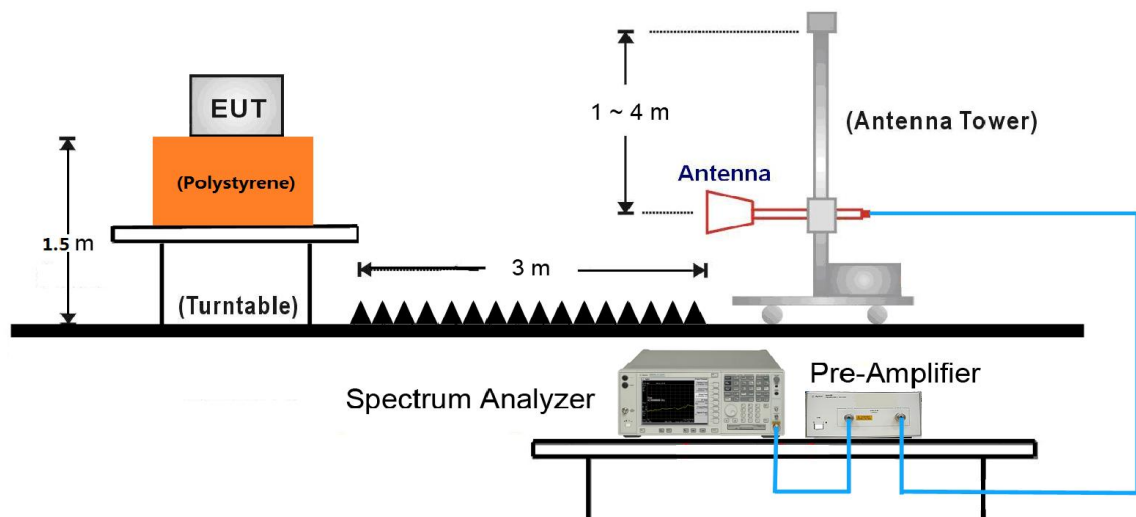 EUT
(Polystyrene)
1.5 m
(Turntable)
3 m
1 ~ 4 m
(Antenna Tower)
Antenna
Spectrum Analyzer
Pre-Amplifier